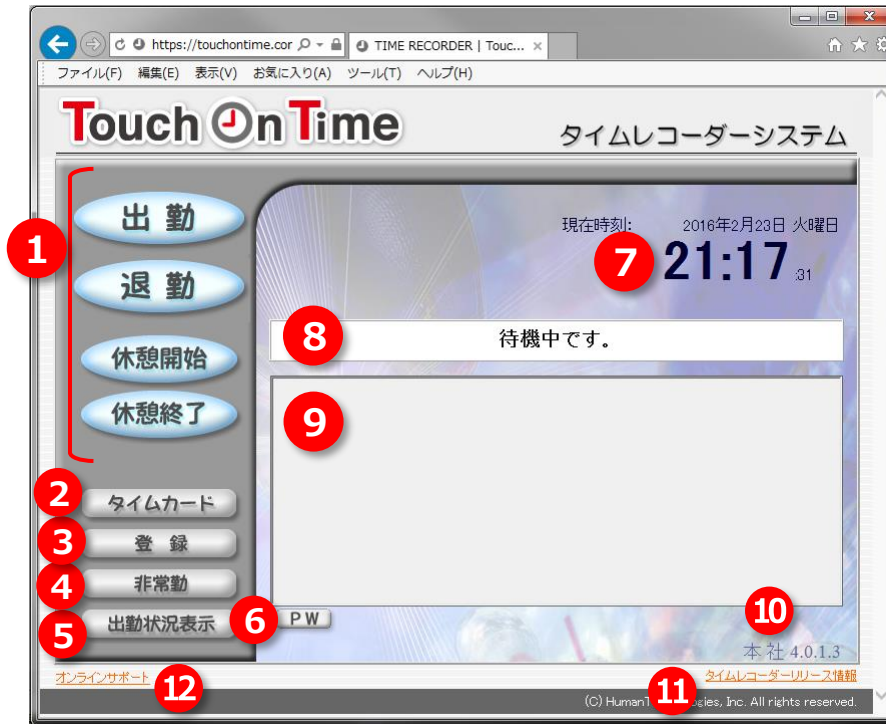 https://touchontime.cor
TIME RECORDER | Touc...
ファイル(F) 編集(E) 表示(V) お気に入り(A) ツール(T) ヘルプ(H)
Touch On Time
タイムレコーダーシステム
1
出 勤
退 勤
休憩開始
休憩終了
現在時刻: 2016年2月23日 火曜日
7
21:17 :31
8
待機中です。
9
2
タイムカード
3
登 録
4
非常勤
5
出勤状況表示
6
PW
10
本社 4.0.1.3
オンラインサポート
12
11
タイムレコーダーリリース情報
(C) Human ogies, Inc. All rights reserved.